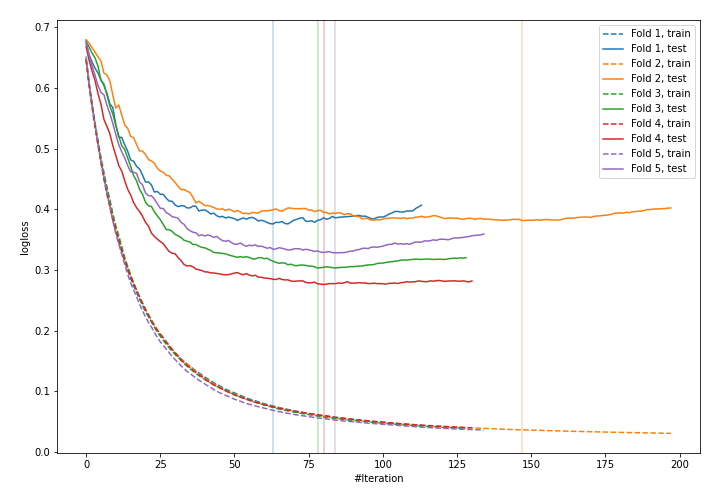 0.7
0.6
0.5
0.4
0.3
0.2
0.1
0.0
logloss
0
25
50
75
100
125
150
175
200
#Iteration
Fold 1, train
Fold 1, test
Fold 2, train
Fold 2, test
Fold 3, train
Fold 3, test
Fold 4, train
Fold 4, test
Fold 5, train
Fold 5, test